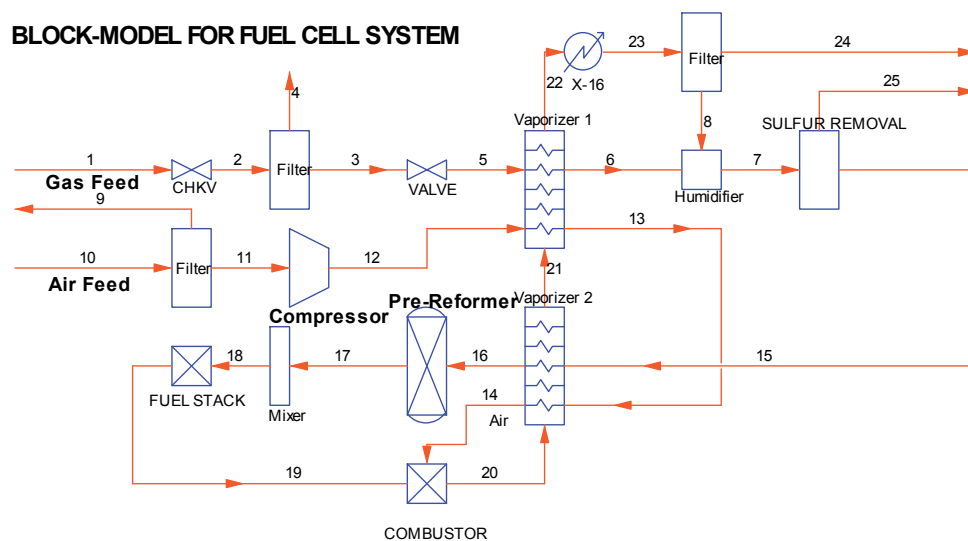 BLOCK-MODEL FOR FUEL CELL SYSTEM
23
24
22
X-16
Filter
25
4
8
Vaporizer 1
SULFUR REMOVAL
1
2
3
5
6
7
Gas Feed
CHKV
Filter
VALVE
Humidifier
9
13
10
11
12
Air Feed
Filter
21
Compressor
Pre-Reformer
Vaporizer 2
18
17
16
15
FUEL STACK
Mixer
14
Air
19
20
COMBUSTOR